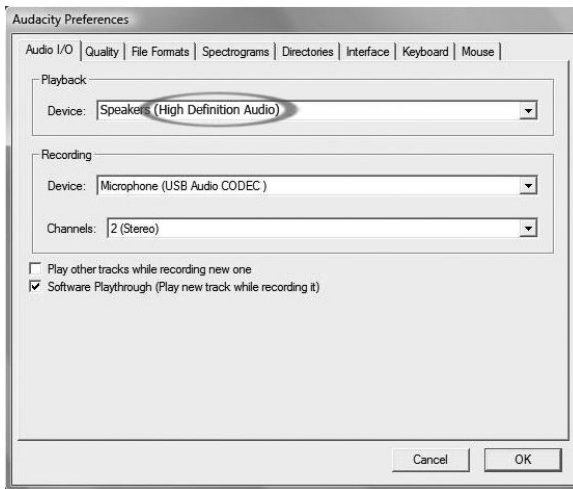 Audacity Preferences
Audio I/O Quality File Formats Spectrograms Directories Interface Keyboard Mouse
Playback
Device: Speakers (High Definition Audio)
Recording
Device: Microphone (USB Audio CODEC )
Channels: 2 (Stereo)
Play other tracks while recording new one
Software Playthrough (Play new track while recording it)
Cancel OK